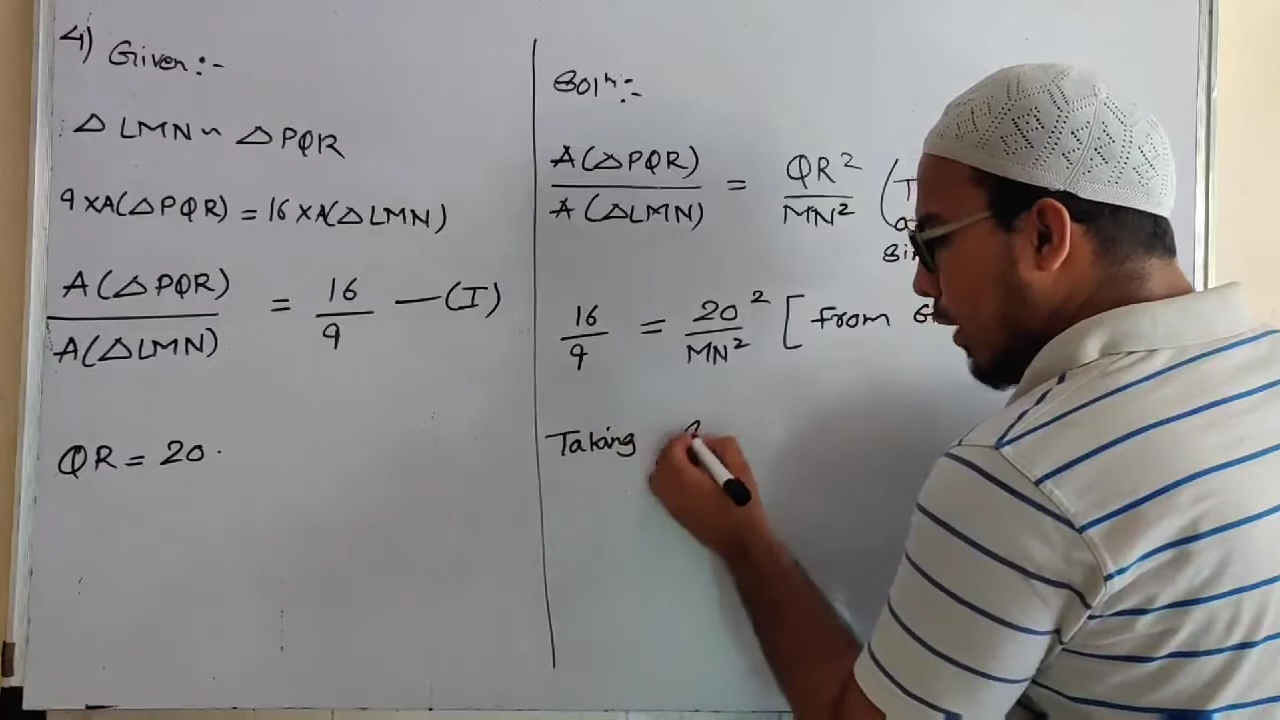 4) Given:-
△ LMN ~ △ PQR
9 x A(△PQR) = 16 x A(△LMN)
A(△PQR)
A(△LMN)
= 16/9 — (I)
QR = 20.
Solⁿ:-
A(△PQR)
A(△LMN)
= QR²/MN² (
16/9 = 20²/MN² [From
Taking